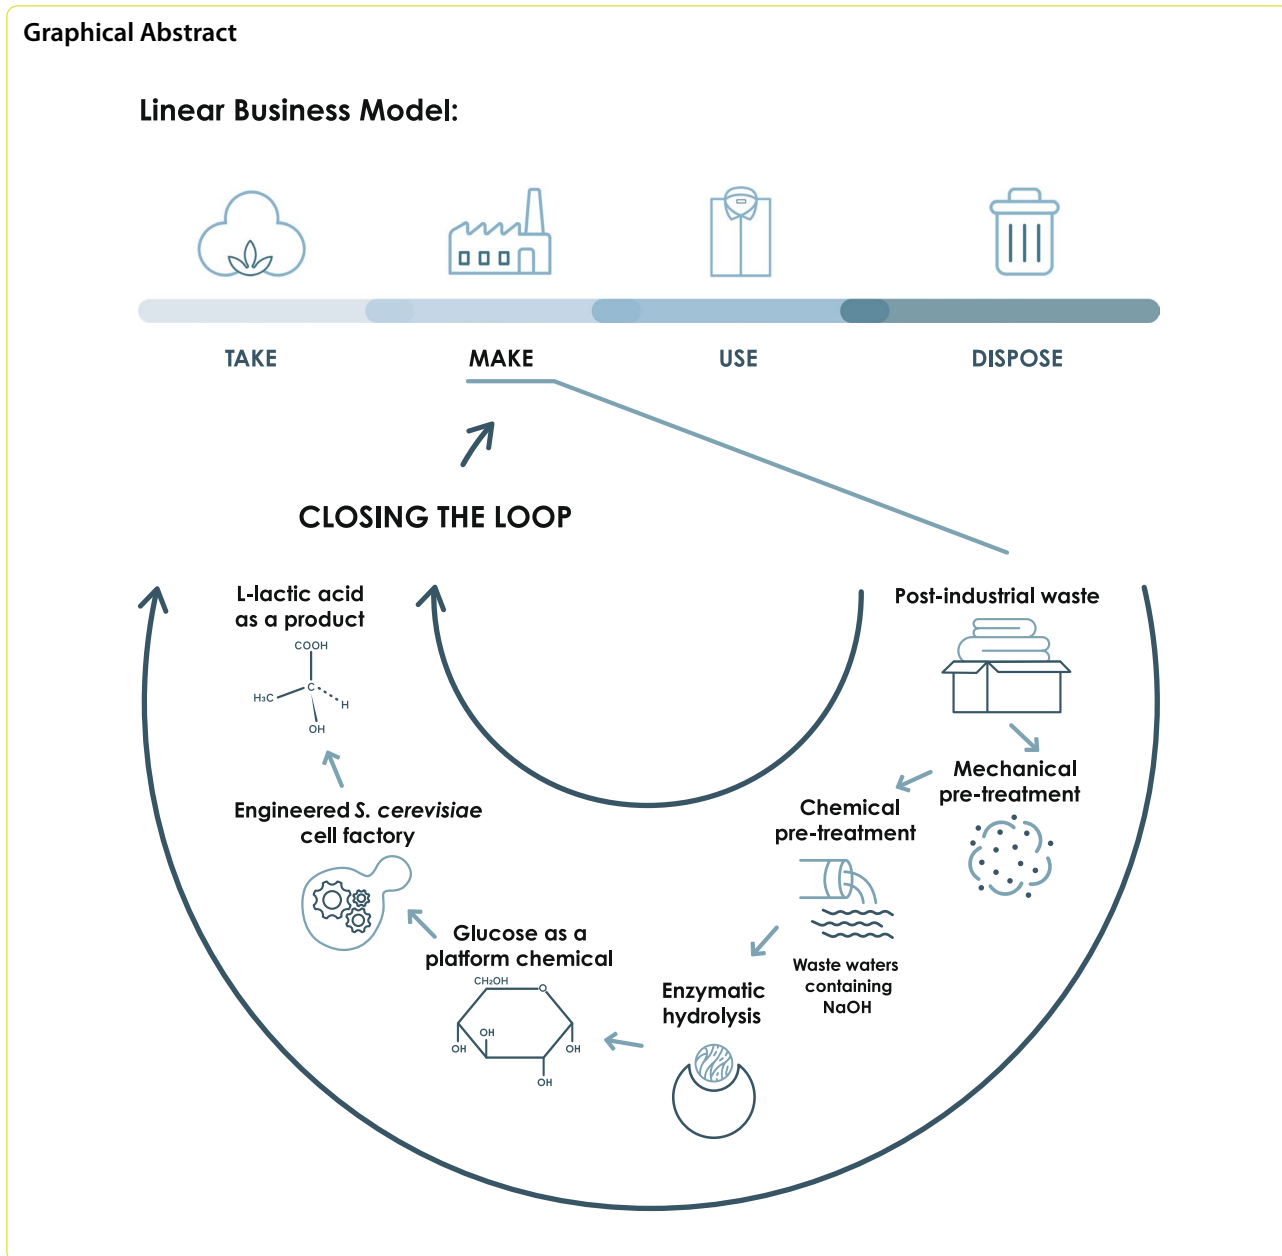 Graphical Abstract
Linear Business Model:
TAKE
MAKE
USE
DISPOSE
CLOSING THE LOOP
Post-industrial waste
Mechanical
pre-treatment
Chemical
pre-treatment
Waste waters
containing
NaOH
Enzymatic
hydrolysis
Glucose as a
platform chemical
CH₂OH
O
OH
OH
OH
OH
Engineered S. cerevisiae
cell factory
L-lactic acid
as a product
COOH
H₃C
C
H
OH